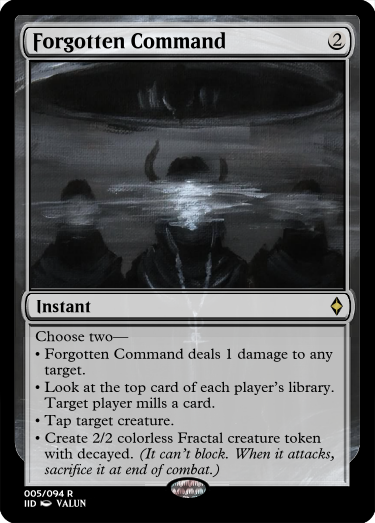 Forgotten Command 2
Instant
Choose two—
• Forgotten Command deals 1 damage to any
target.
• Look at the top card of each player's library.
Target player mills a card.
• Tap target creature.
• Create 2/2 colorless Fractal creature token
with decayed. (It can't block. When it attacks,
sacrifice it at end of combat.)
005/094 R
IID VALUN